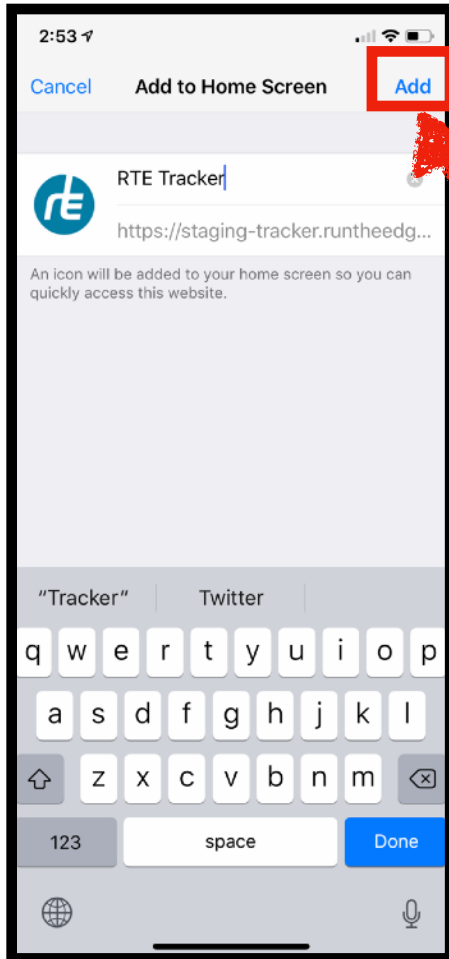 2:53
Cancel Add to Home Screen Add
rte
RTE Tracker
https://staging-tracker.runtheedg...
An icon will be added to your home screen so you can
quickly access this website.
"Tracker" Twitter
q w e r t y u i o p
a s d f g h j k l
z x c v b n m
123 space Done